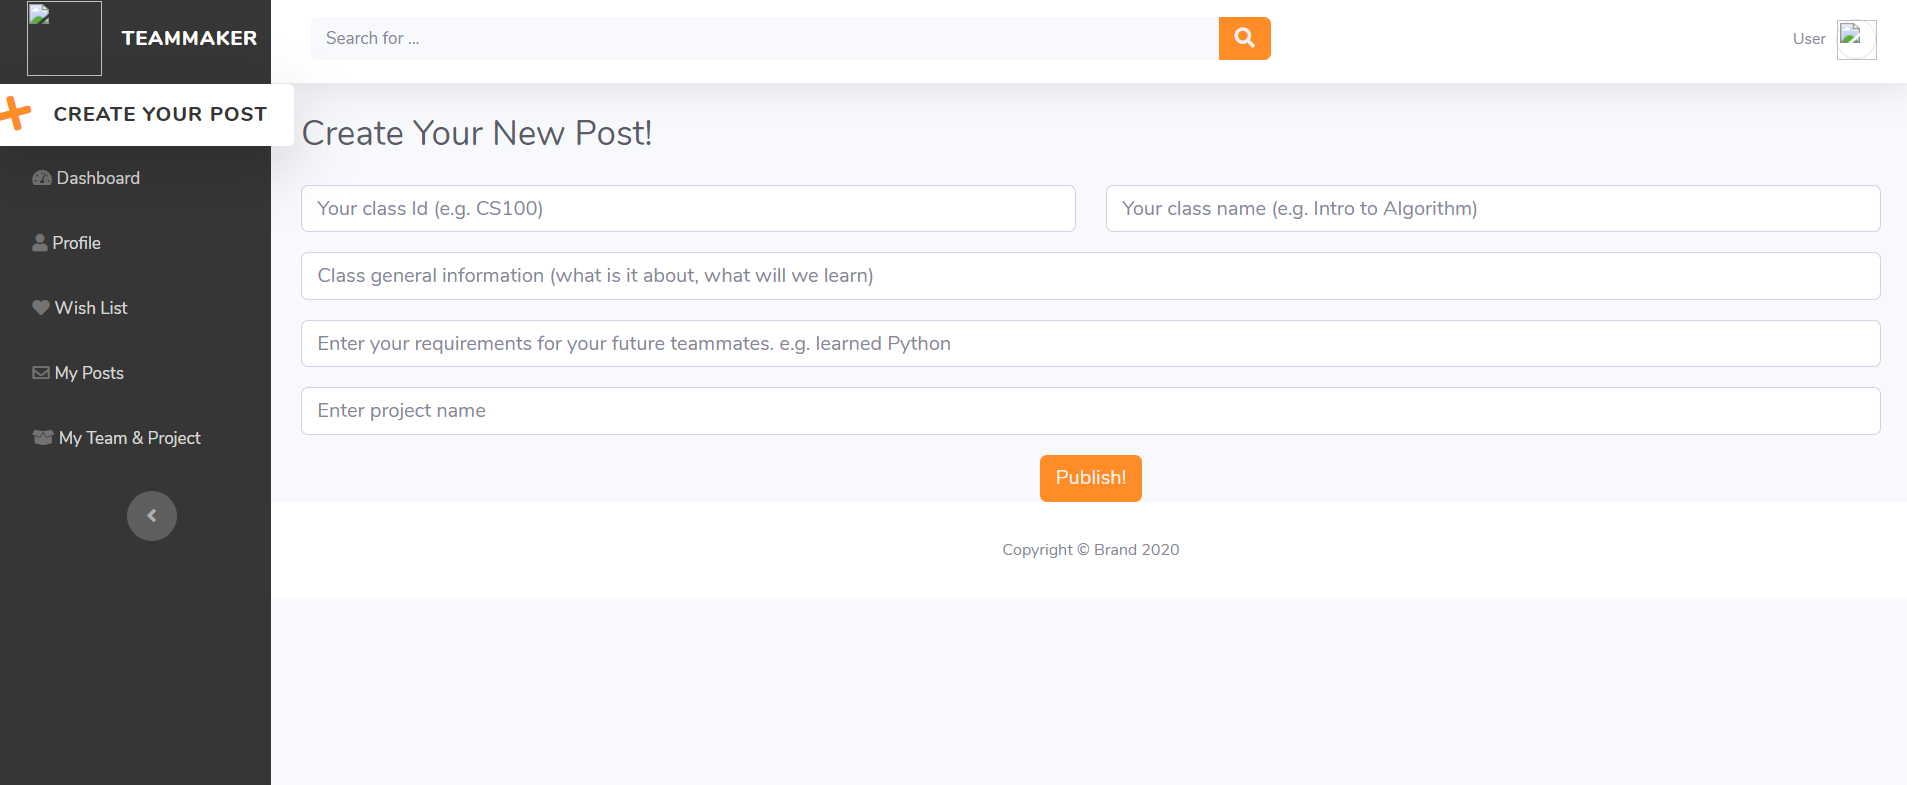 TEAMMAKER
Search for ...
User
CREATE YOUR POST
Create Your New Post!
Dashboard
Profile
Wish List
My Posts
My Team & Project
Your class Id (e.g. CS100)
Your class name (e.g. Intro to Algorithm)
Class general information (what is it about, what will we learn)
Enter your requirements for your future teammates. e.g. learned Python
Enter project name
Publish!
Copyright © Brand 2020